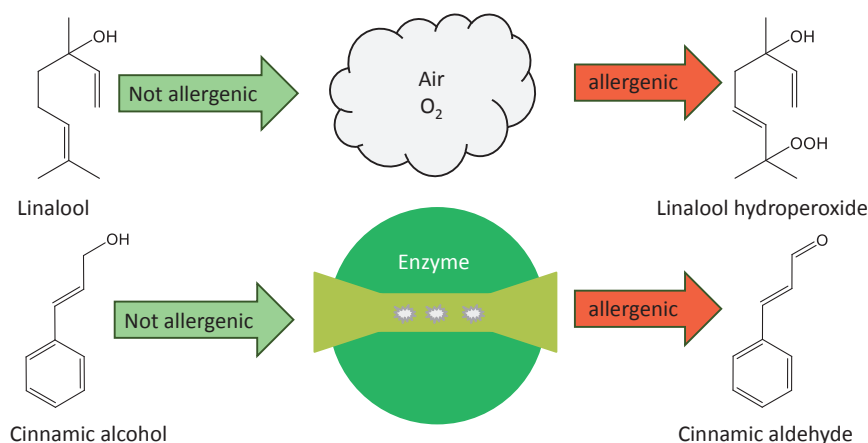 OH
Not allergenic
Air
O₂
allergenic
OH
OOH
Linalool
Linalool hydroperoxide
OH
Not allergenic
Enzyme
allergenic
O
Cinnamic alcohol
Cinnamic aldehyde